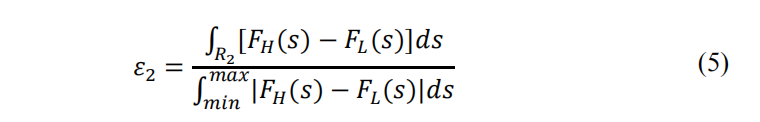 ε₂ = ∫_{R₂}[F_H(s) − F_L(s)]ds / ∫_{min}^{max}|F_H(s) − F_L(s)|ds (5)